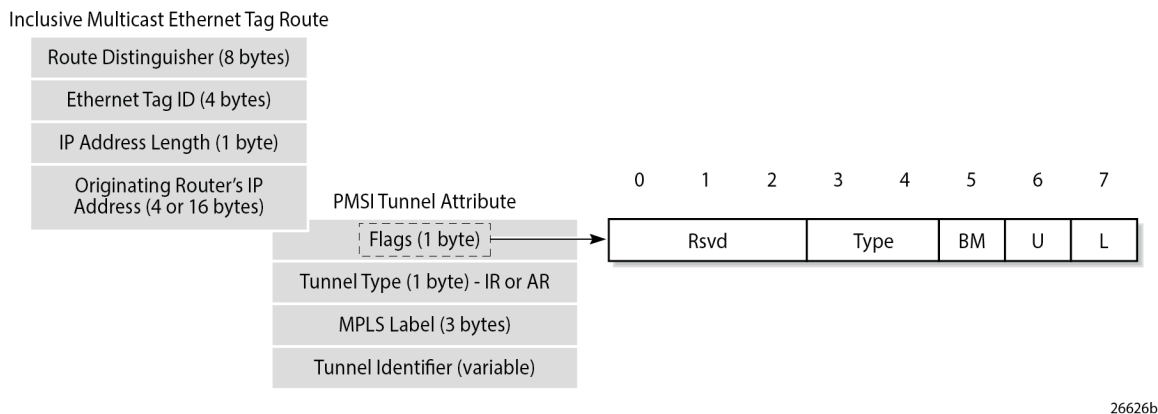 Inclusive Multicast Ethernet Tag Route
Route Distinguisher (8 bytes)
Ethernet Tag ID (4 bytes)
IP Address Length (1 byte)
Originating Router's IP
Address (4 or 16 bytes)
PMSI Tunnel Attribute
Flags (1 byte)
Tunnel Type (1 byte) - IR or AR
MPLS Label (3 bytes)
Tunnel Identifier (variable)
0 1 2 3 4 5 6 7
Rsvd Type BM U L
26626b